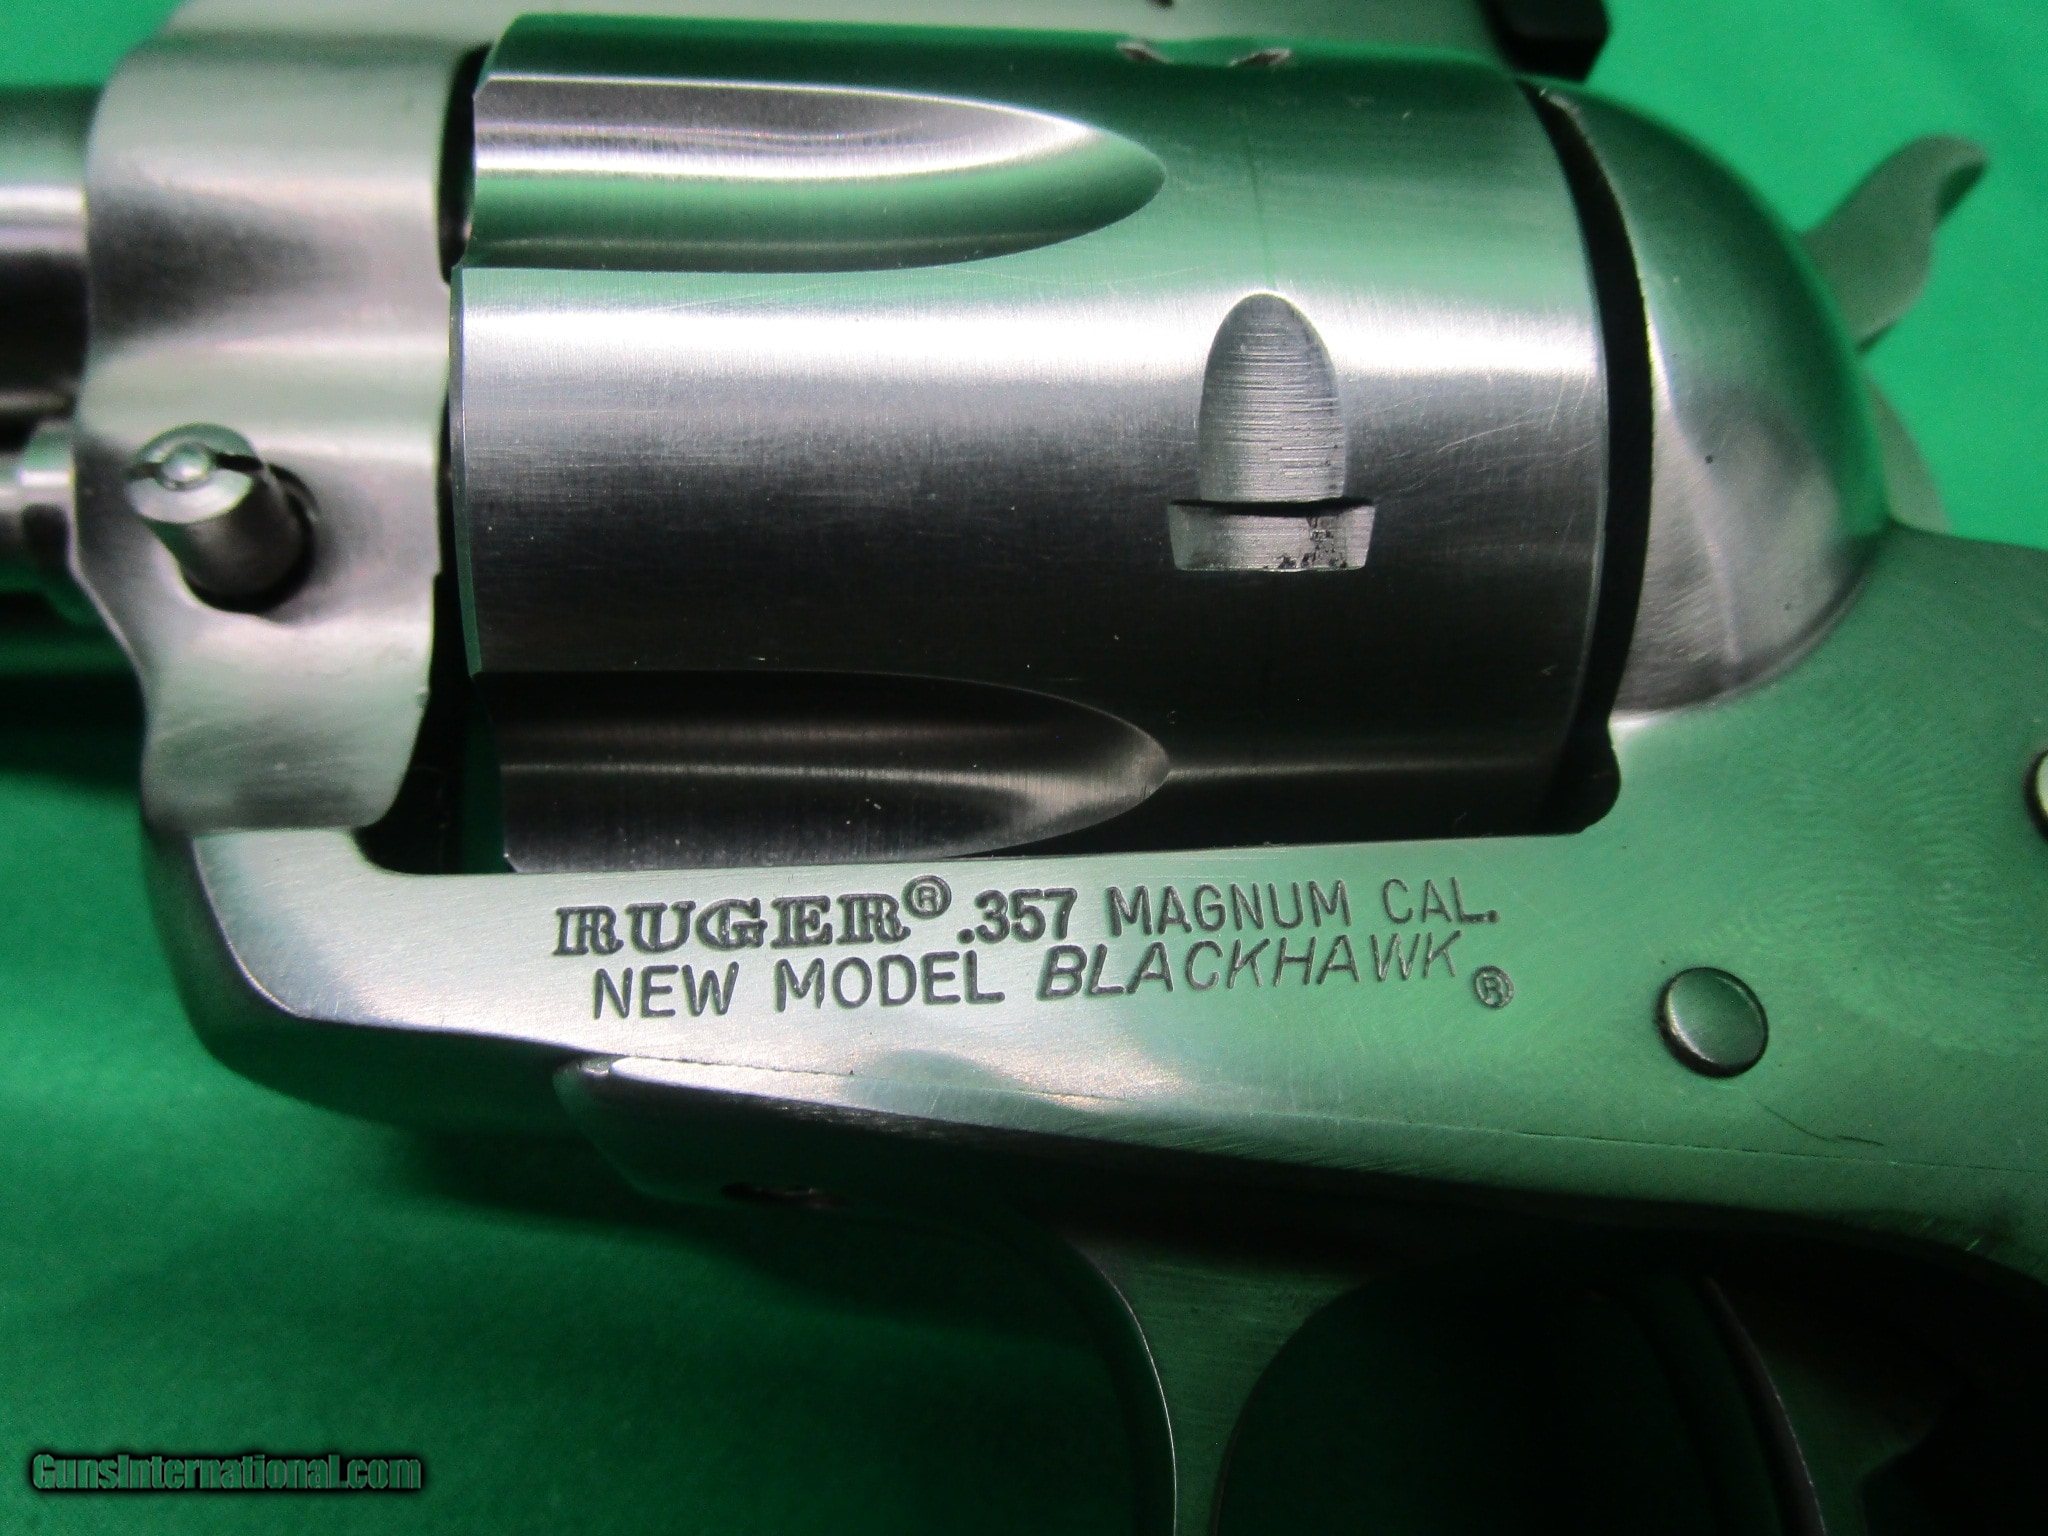 RUGER® .357 MAGNUM CAL.
NEW MODEL BLACKHAWK®
GunsInternational.com